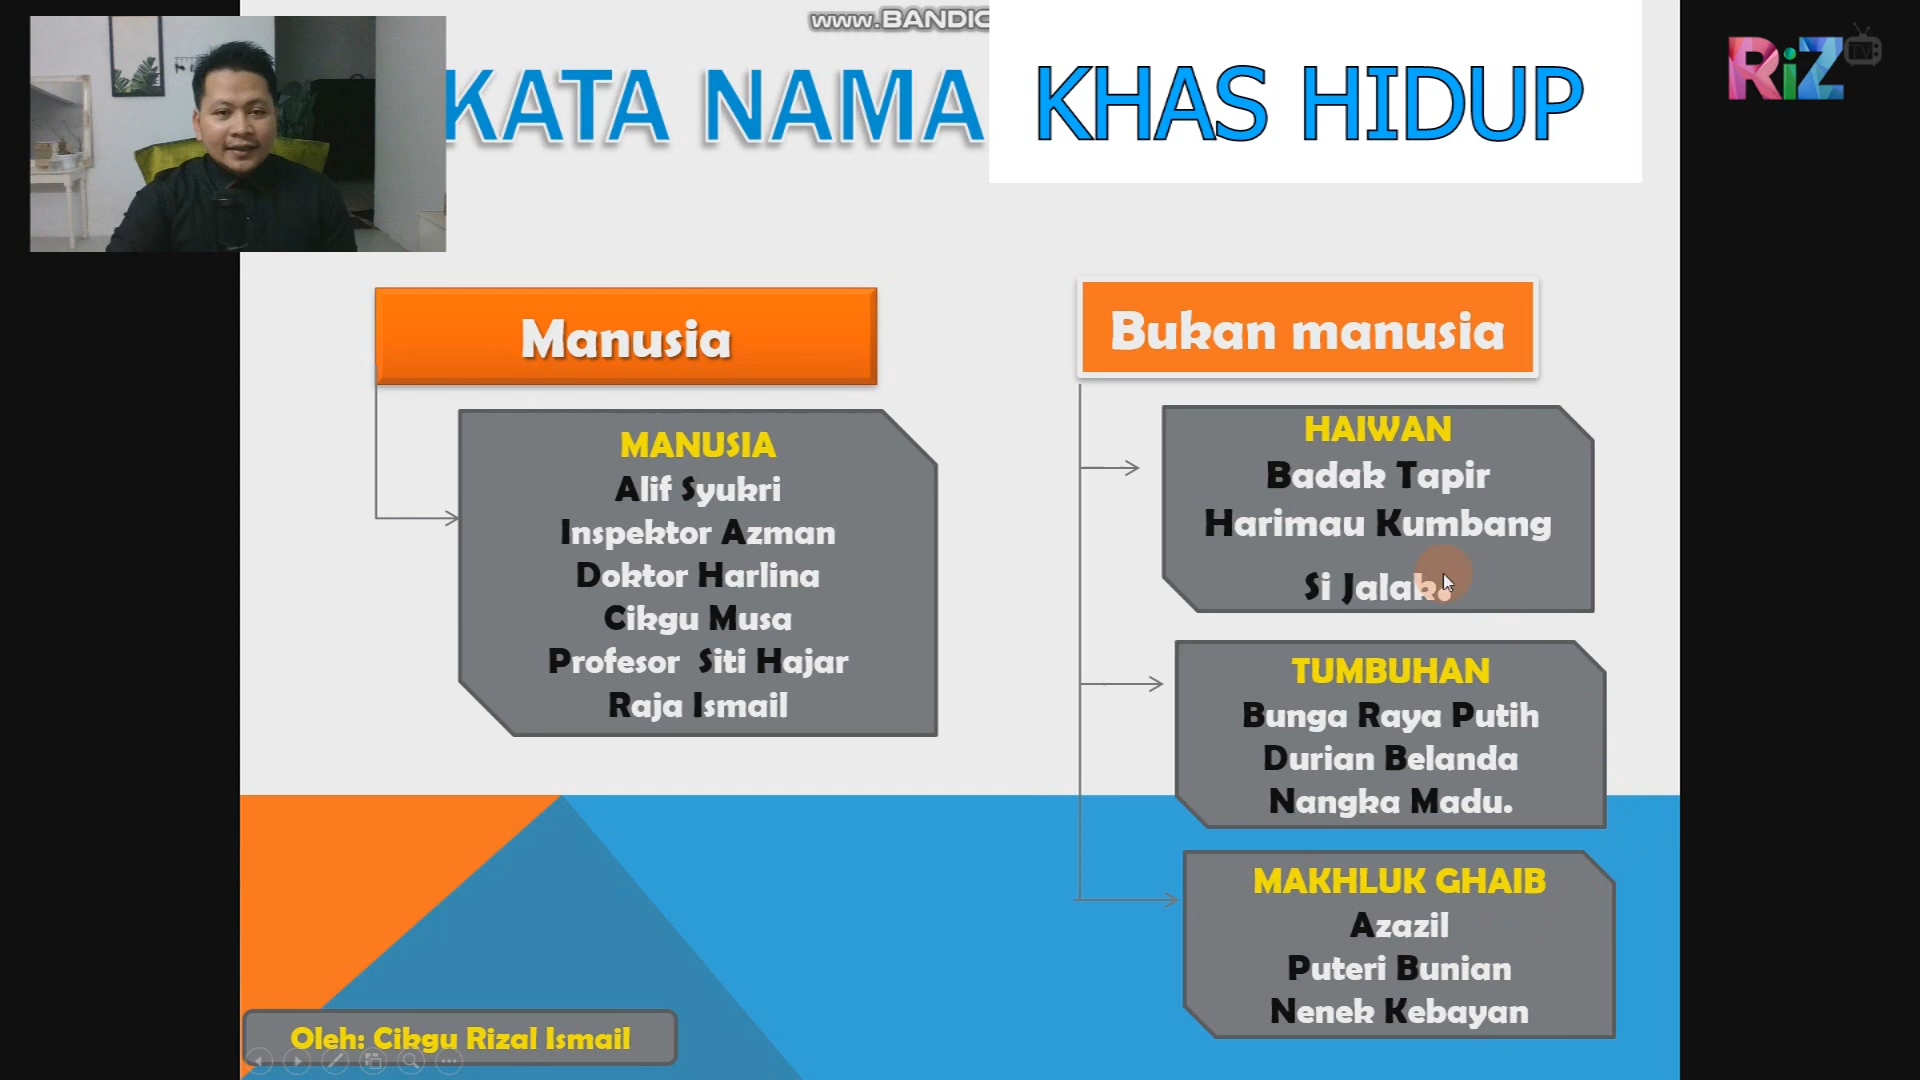 www.BANDIC
RiZ
TV
KATA NAMA KHAS HIDUP
Manusia
MANUSIA
Alif Syukri
Inspektor Azman
Doktor Harlina
Cikgu Musa
Profesor Siti Hajar
Raja Ismail
Bukan manusia
HAIWAN
Badak Tapir
Harimau Kumbang
Si Jalak.
TUMBUHAN
Bunga Raya Putih
Durian Belanda
Nangka Madu.
MAKHLUK GHAIB
Azazil
Puteri Bunian
Nenek Kebayan
Oleh: Cikgu Rizal Ismail